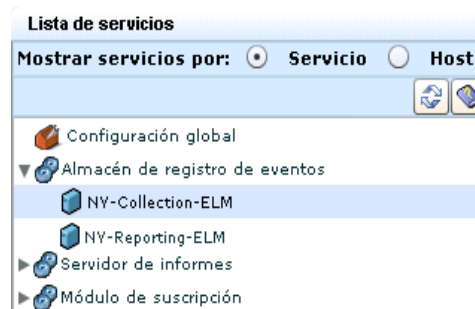 Lista de servicios
Mostrar servicios por: Servicio Host
Configuración global
Almacén de registro de eventos
NY-Collection-ELM
NY-Reporting-ELM
Servidor de informes
Módulo de suscripción